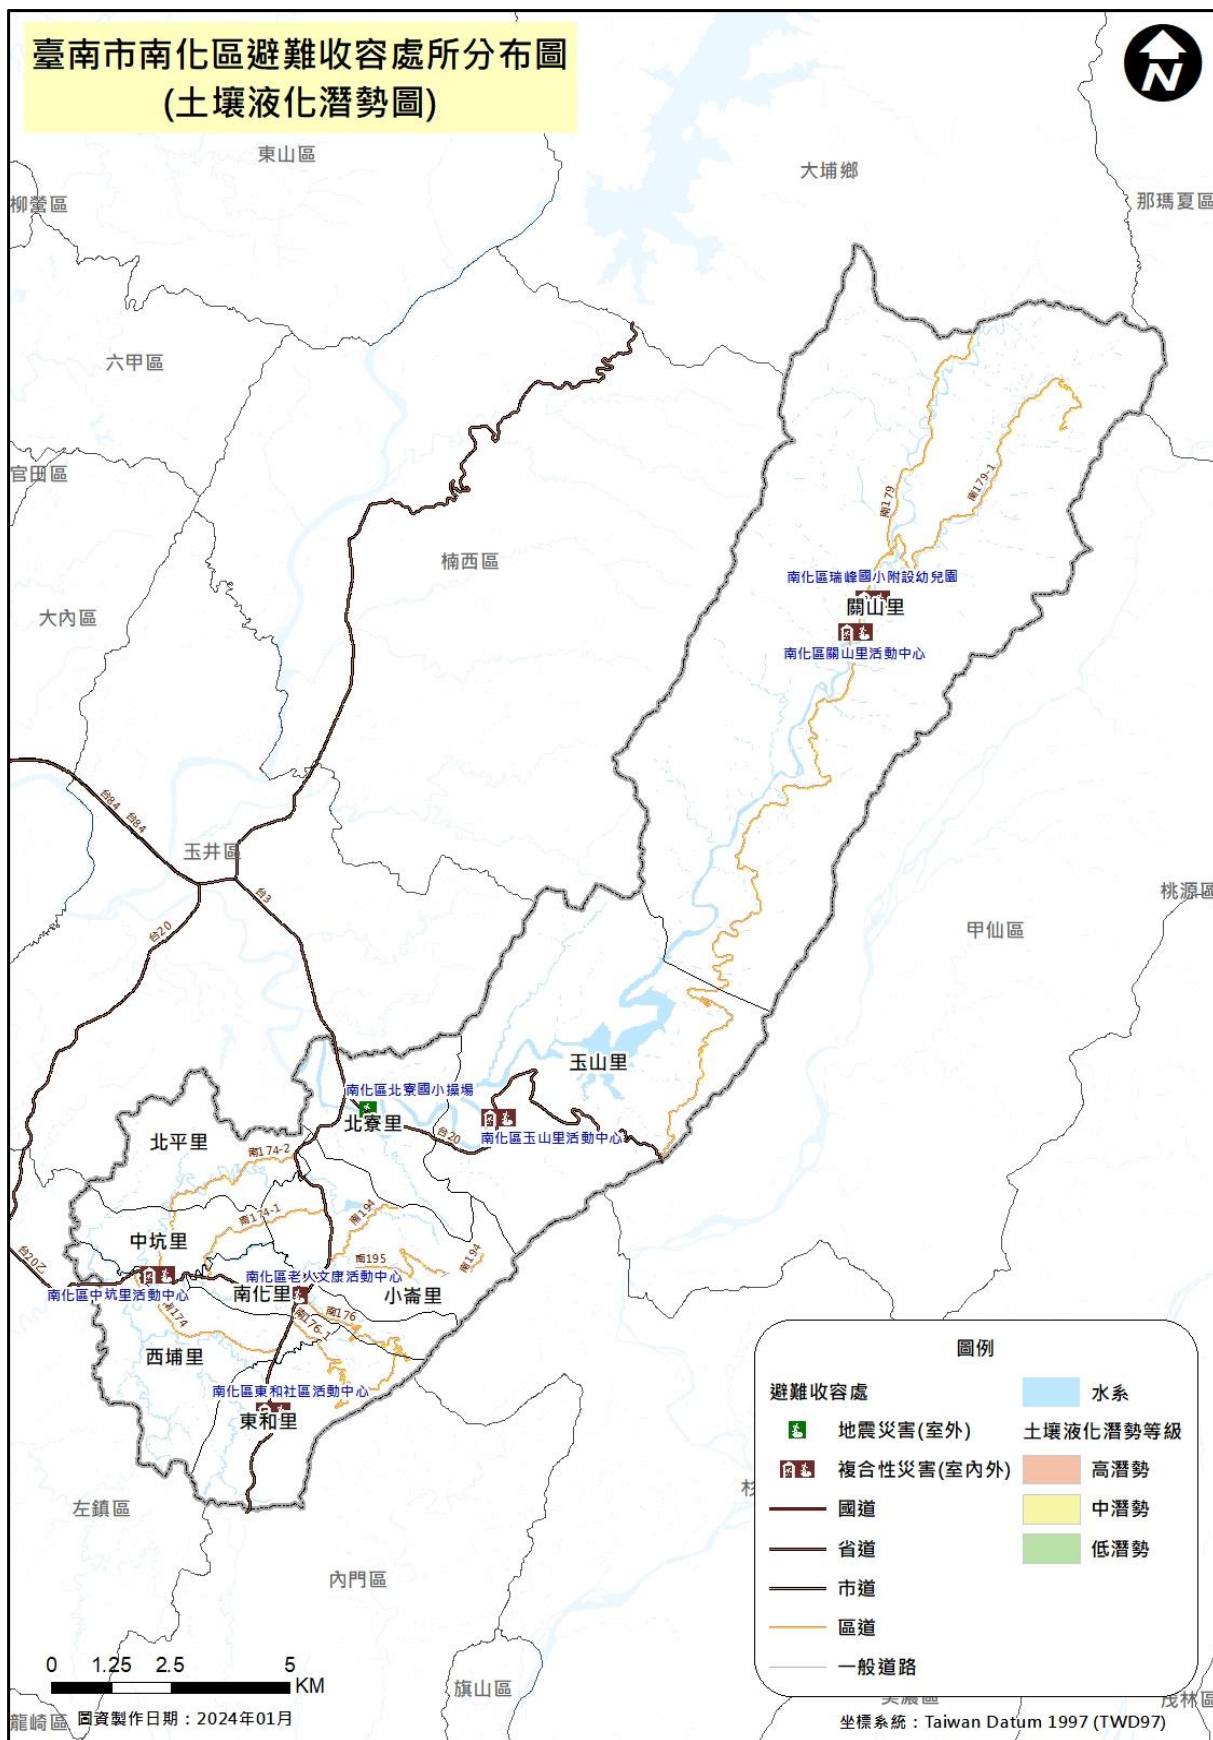 臺南市南化區避難收容處所分布圖
(土壤液化潛勢圖)
N
東山區
大埔鄉
柳營區
那瑪夏區
六甲區
官田區
南179
南179-1
楠西區
南化區瑞峰國小附設幼兒園
大內區
關山里
南化區關山里活動中心
台84
台84
玉井區
台3
桃源區
台20
甲仙區
玉山里
南化區北寮國小操場
北寮里
台20
南化區玉山里活動中心
北平里
南174-2
南174-1
南194
中坑里
台20乙
南195
南194
南化區老人文康活動中心
南化區中坑里活動中心
南化里
小崙里
南174
南176
南176-1
西埔里
南化區東和社區活動中心
東和里
左鎮區
內門區
圖例
避難收容處
地震災害(室外)
複合性災害(室內外)
國道
省道
市道
區道
一般道路
水系
土壤液化潛勢等級
高潛勢
中潛勢
低潛勢
0 1.25 2.5 5
KM
旗山區
龍崎區
圖資製作日期：2024年01月
美濃區
茂林區
坐標系統：Taiwan Datum 1997 (TWD97)